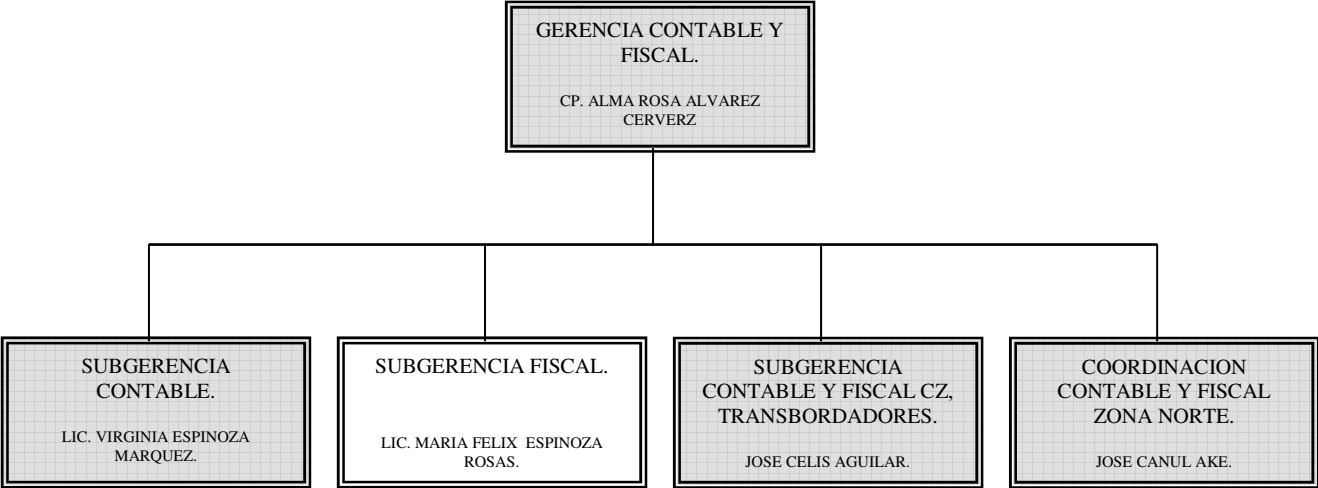 GERENCIA CONTABLE Y
FISCAL.
CP. ALMA ROSA ALVAREZ
CERVERZ
SUBGERENCIA
CONTABLE.
LIC. VIRGINIA ESPINOZA
MARQUEZ.
SUBGERENCIA FISCAL.
LIC. MARIA FELIX  ESPINOZA
ROSAS.
SUBGERENCIA
CONTABLE Y FISCAL CZ,
TRANSBORDADORES.
JOSE CELIS AGUILAR.
COORDINACION
CONTABLE Y FISCAL
ZONA NORTE.
JOSE CANUL AKE.